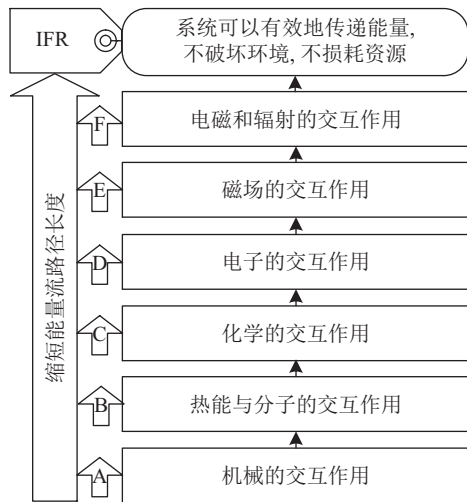 IFR
系统可以有效地传递能量,
不破坏环境, 不损耗资源
F
电磁和辐射的交互作用
E
磁场的交互作用
D
电子的交互作用
C
化学的交互作用
B
热能与分子的交互作用
A
机械的交互作用
缩短能量流路径长度